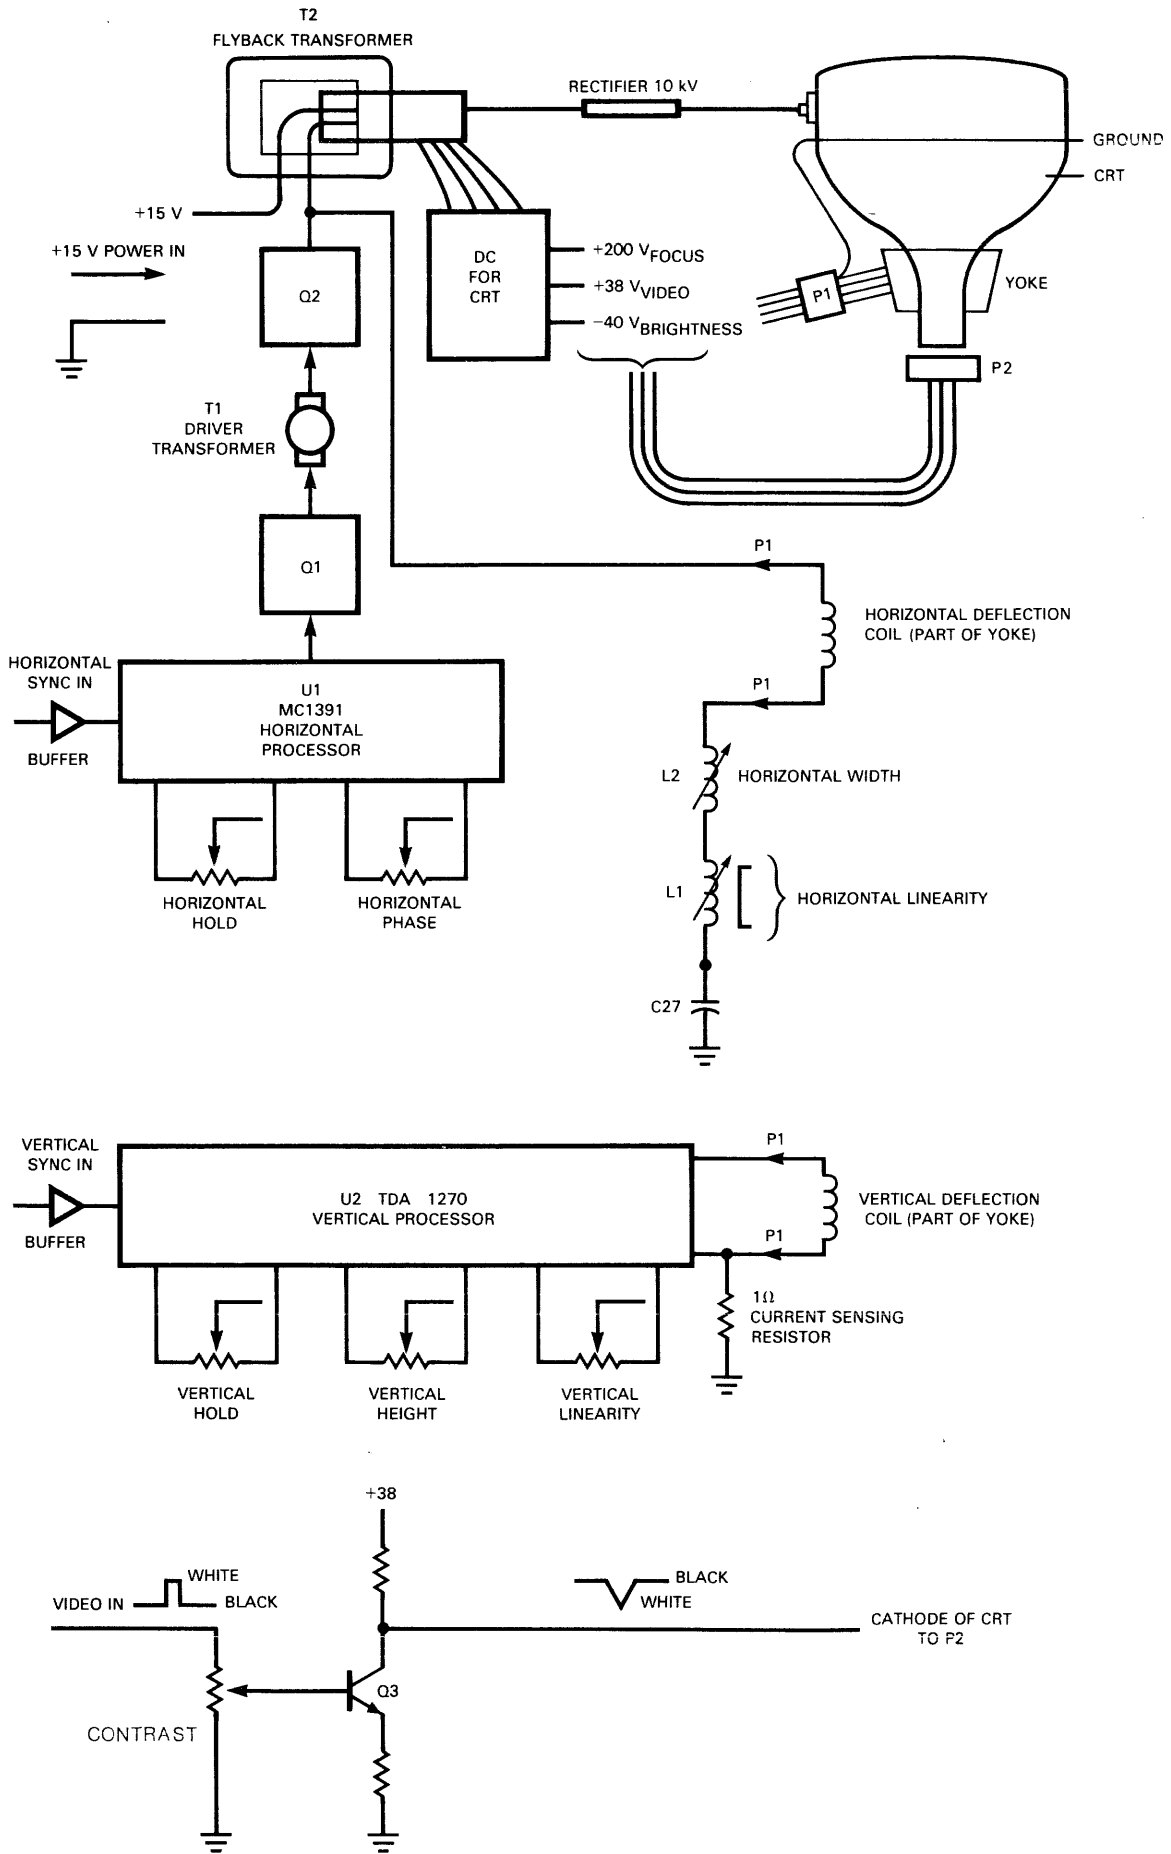 T2
FLYBACK TRANSFORMER
RECTIFIER 10 kV
GROUND
CRT
+15 V
+15 V POWER IN
Q2
DC
FOR
CRT
+200 VFOCUS
+38 VVIDEO
−40 VBRIGHTNESS
P1
YOKE
P2
T1
DRIVER
TRANSFORMER
Q1
P1
HORIZONTAL DEFLECTION
COIL (PART OF YOKE)
P1
HORIZONTAL
SYNC IN
BUFFER
U1
MC1391
HORIZONTAL
PROCESSOR
L2
HORIZONTAL WIDTH
HORIZONTAL
HOLD
HORIZONTAL
PHASE
L1
HORIZONTAL LINEARITY
C27
VERTICAL
SYNC IN
BUFFER
U2 TDA 1270
VERTICAL PROCESSOR
P1
VERTICAL DEFLECTION
COIL (PART OF YOKE)
P1
1Ω
CURRENT SENSING
RESISTOR
VERTICAL
HOLD
VERTICAL
HEIGHT
VERTICAL
LINEARITY
+38
VIDEO IN
WHITE
BLACK
BLACK
WHITE
CATHODE OF CRT
TO P2
Q3
CONTRAST